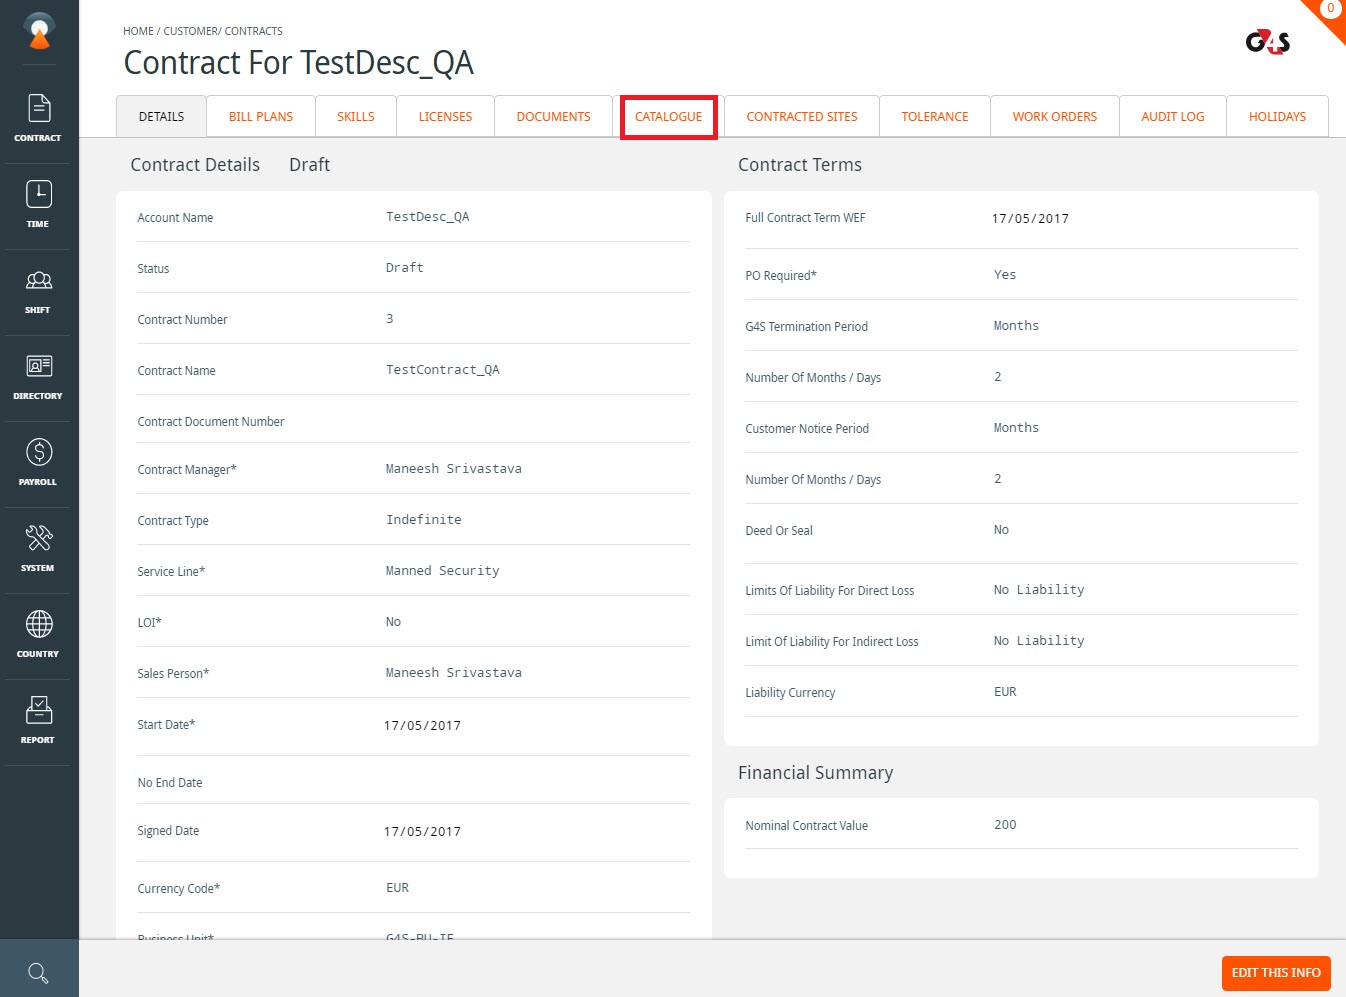 0
HOME / CUSTOMER/ CONTRACTS
G4S
Contract For TestDesc_QA
DETAILS BILL PLANS SKILLS LICENSES DOCUMENTS CATALOGUE CONTRACTED SITES TOLERANCE WORK ORDERS AUDIT LOG HOLIDAYS
CONTRACT
TIME
SHIFT
DIRECTORY
PAYROLL
SYSTEM
COUNTRY
REPORT
Contract Details Draft
Account Name TestDesc_QA
Status Draft
Contract Number 3
Contract Name TestContract_QA
Contract Document Number
Contract Manager* Maneesh Srivastava
Contract Type Indefinite
Service Line* Manned Security
LOI* No
Sales Person* Maneesh Srivastava
Start Date* 17/05/2017
No End Date
Signed Date 17/05/2017
Currency Code* EUR
Business Unit* G4S-BU-IE
Contract Terms
Full Contract Term WEF 17/05/2017
PO Required* Yes
G4S Termination Period Months
Number Of Months / Days 2
Customer Notice Period Months
Number Of Months / Days 2
Deed Or Seal No
Limits Of Liability For Direct Loss No Liability
Limit Of Liability For Indirect Loss No Liability
Liability Currency EUR
Financial Summary
Nominal Contract Value 200
EDIT THIS INFO